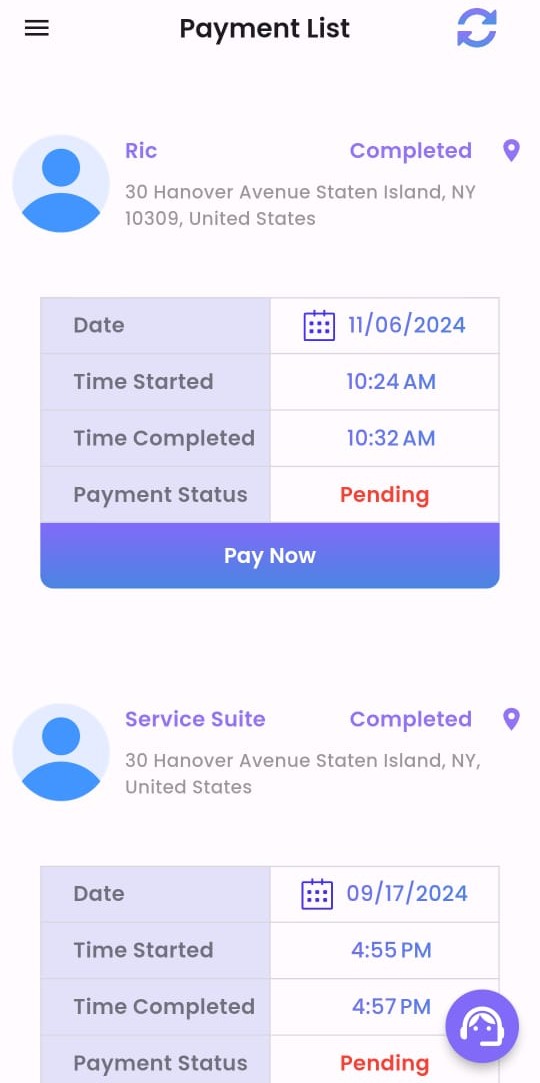 Payment List
Ric Completed
30 Hanover Avenue Staten Island, NY
10309, United States
Date 11/06/2024
Time Started 10:24 AM
Time Completed 10:32 AM
Payment Status Pending
Pay Now
Service Suite Completed
30 Hanover Avenue Staten Island, NY,
United States
Date 09/17/2024
Time Started 4:55 PM
Time Completed 4:57 PM
Payment Status Pending